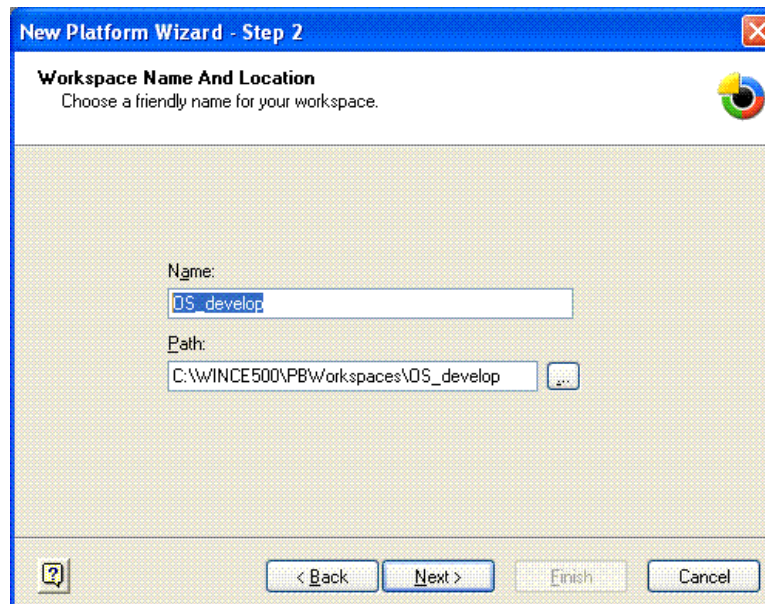 New Platform Wizard - Step 2
Workspace Name And Location
Choose a friendly name for your workspace.
Name:
OS_develop
Path:
C:\WINCE500\PBWorkspaces\OS_develop
...
?
< Back
Next >
Finish
Cancel